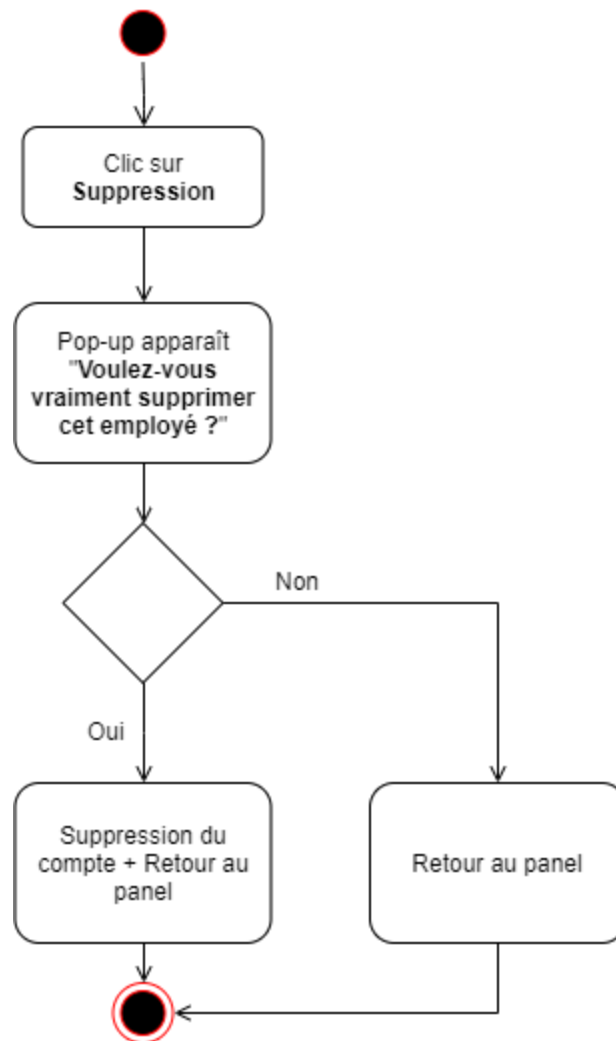 Clic sur
Suppression
Pop-up apparaît
"Voulez-vous
vraiment supprimer
cet employé ?"
Non
Oui
Suppression du
compte + Retour au
panel
Retour au panel